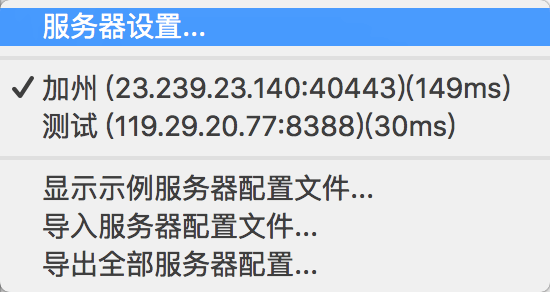 服务器设置...
✓ 加州 (23.239.23.140:40443)(149ms)
测试 (119.29.20.77:8388)(30ms)
显示示例服务器配置文件...
导入服务器配置文件...
导出全部服务器配置...